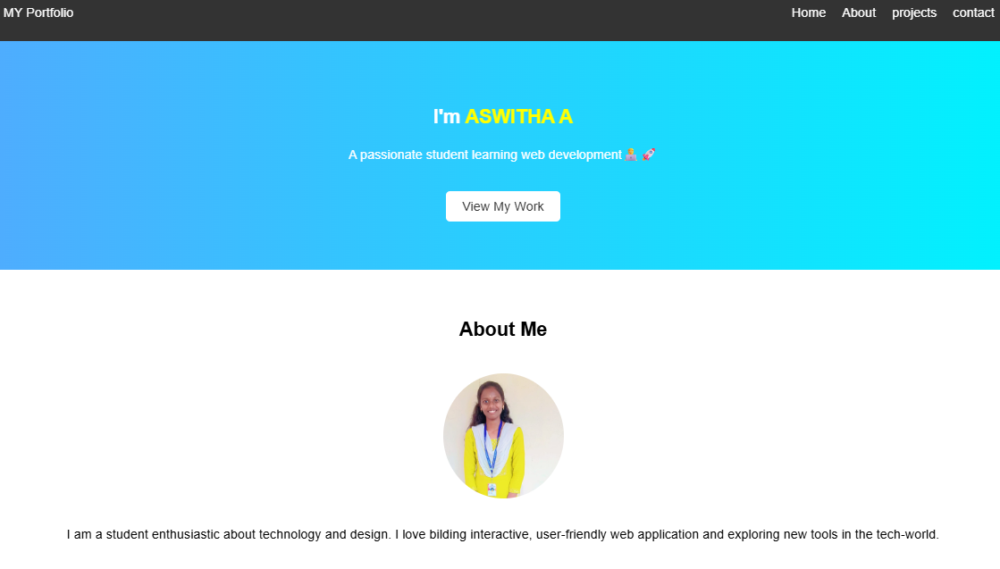 MY Portfolio
Home About projects contact
I'm ASWITHA A
A passionate student learning web development
View My Work
About Me
I am a student enthusiastic about technology and design. I love bilding interactive, user-friendly web application and exploring new tools in the tech-world.